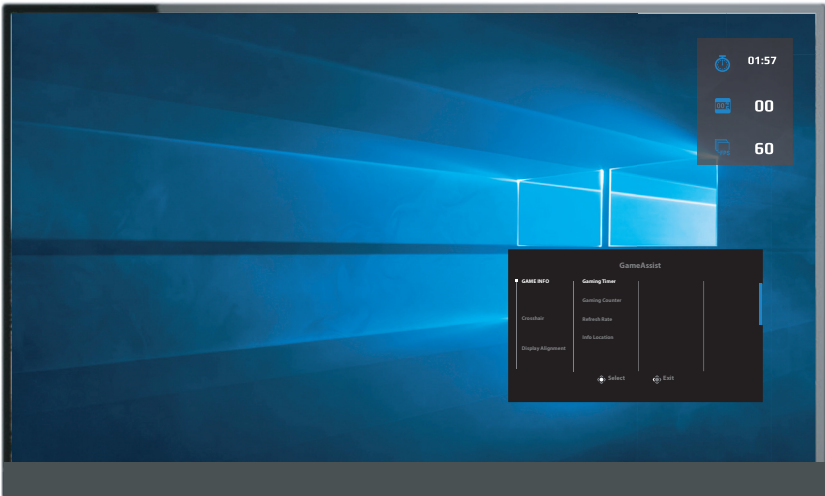 01:57
00
60
GameAssist
GAME INFO
Gaming Timer
Gaming Counter
Crosshair
Refresh Rate
Info Location
Display Alignment
Select
Exit